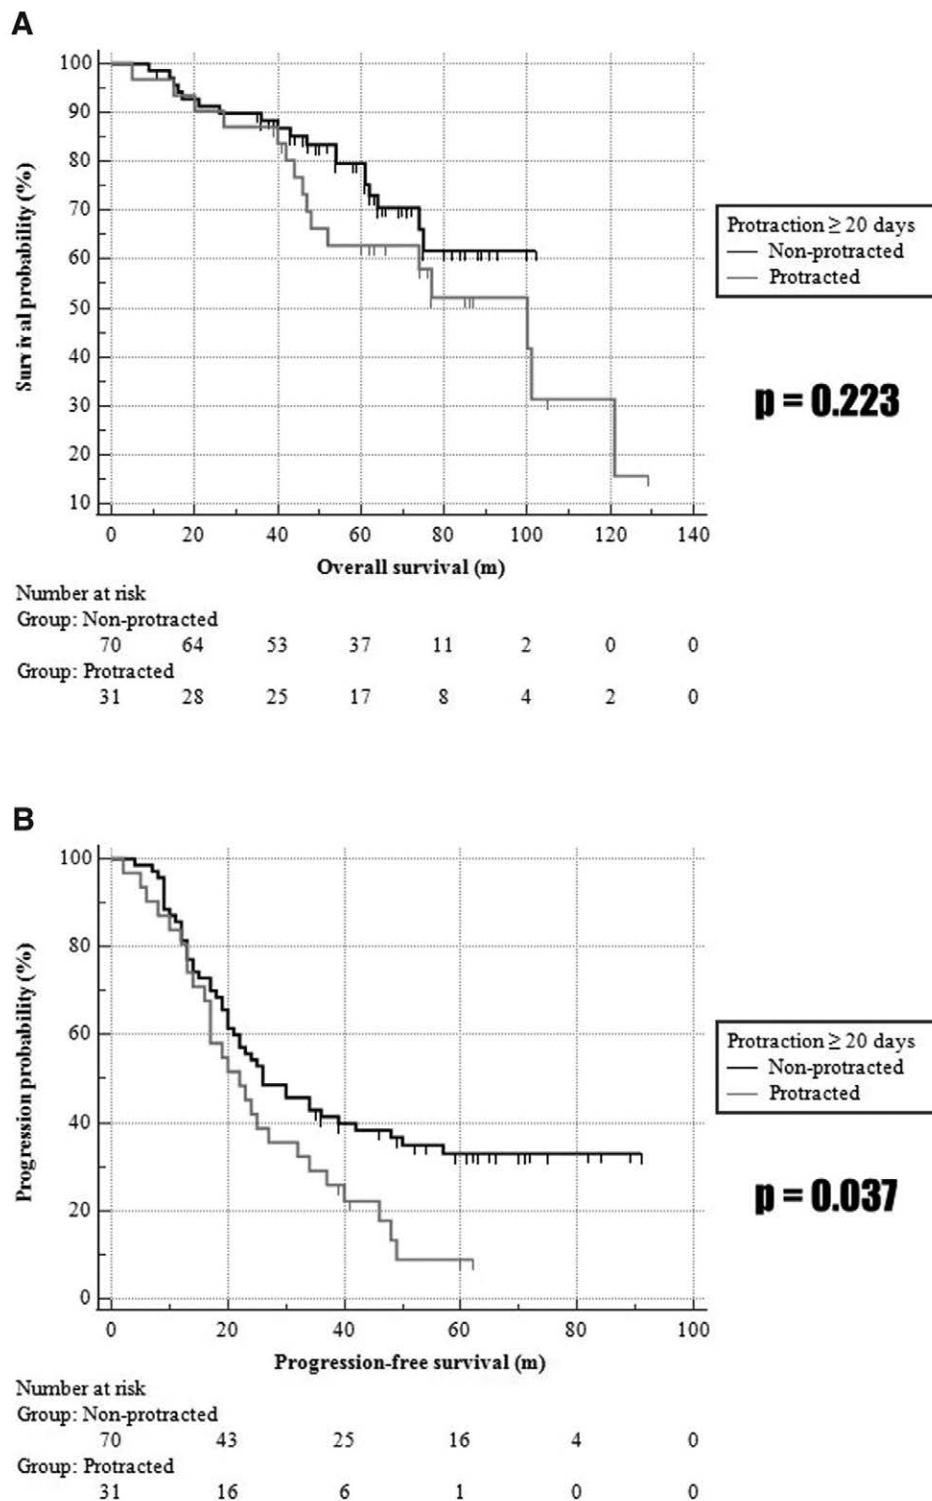 A
100
90
80
70
60
50
40
30
20
10
Survival probability (%)
0 20 40 60 80 100 120 140
Overall survival (m)
Protraction ≥ 20 days
Non-protracted
Protracted
p = 0.223
Number at risk
Group: Non-protracted
70 64 53 37 11 2 0 0
Group: Protracted
31 28 25 17 8 4 2 0
B
100
80
60
40
20
0
Progression probability (%)
0 20 40 60 80 100
Progression-free survival (m)
Protraction ≥ 20 days
Non-protracted
Protracted
p = 0.037
Number at risk
Group: Non-protracted
70 43 25 16 4 0
Group: Protracted
31 16 6 1 0 0